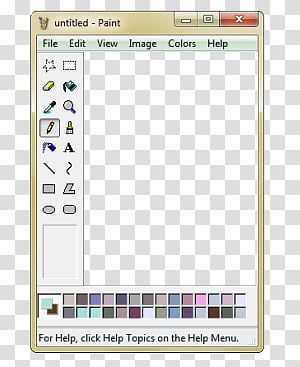 untitled - Paint
File Edit View Image Colors Help
A
For Help, click Help Topics on the Help Menu.